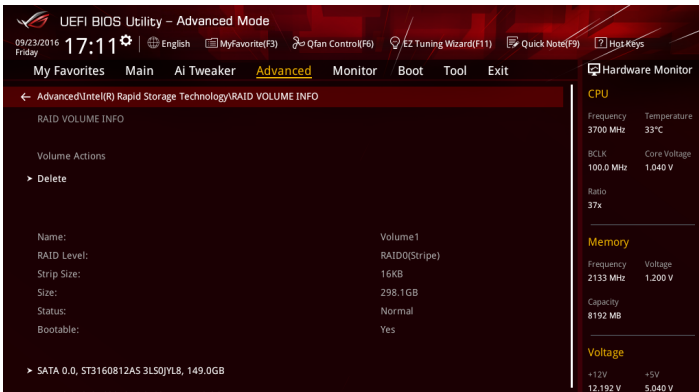 UEFI BIOS Utility – Advanced Mode
09/23/2016 Friday 17:11 English MyFavorite(F3) Qfan Control(F6) EZ Tuning Wizard(F11) Quick Note(F9) Hot Keys
My Favorites Main Ai Tweaker Advanced Monitor Boot Tool Exit Hardware Monitor
← Advanced\Intel(R) Rapid Storage Technology\RAID VOLUME INFO
RAID VOLUME INFO
Volume Actions
> Delete
Name: Volume1
RAID Level: RAID0(Stripe)
Strip Size: 16KB
Size: 298.1GB
Status: Normal
Bootable: Yes
> SATA 0.0, ST3160812AS 3LS0JYL8, 149.0GB
CPU
Frequency Temperature
3700 MHz 33°C
BCLK Core Voltage
100.0 MHz 1.040 V
Ratio
37x
Memory
Frequency Voltage
2133 MHz 1.200 V
Capacity
8192 MB
Voltage
+12V +5V
12.192 V 5.040 V